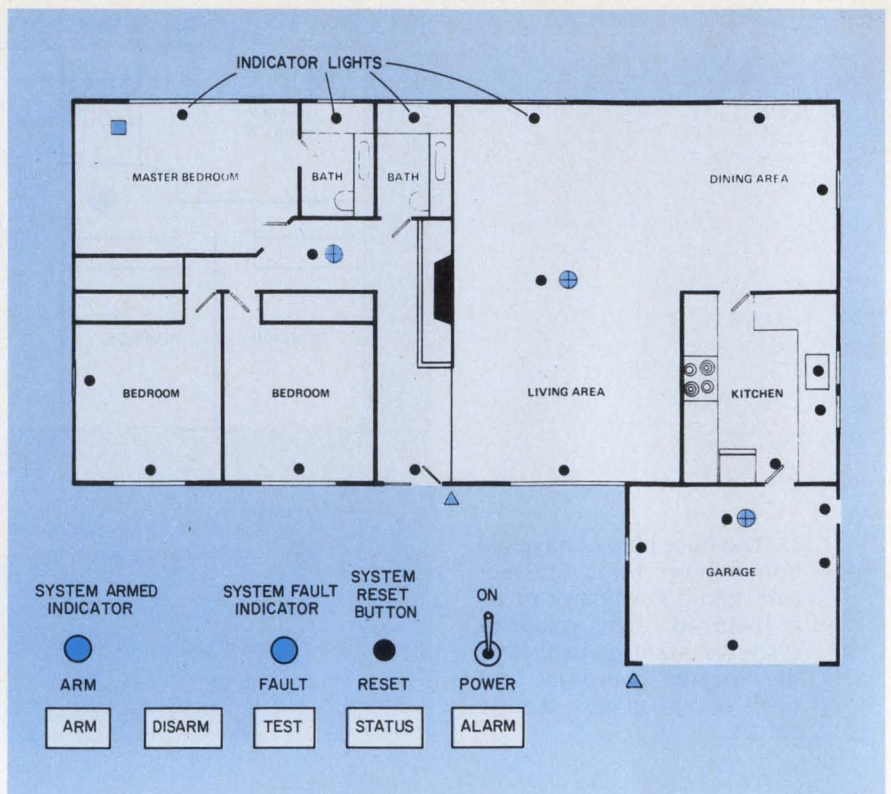 INDICATOR LIGHTS
MASTER BEDROOM
BATH
BATH
DINING AREA
BEDROOM
BEDROOM
LIVING AREA
KITCHEN
GARAGE
SYSTEM ARMED
INDICATOR
ARM
SYSTEM FAULT
INDICATOR
FAULT
SYSTEM
RESET
BUTTON
RESET
ON
POWER
ARM
DISARM
TEST
STATUS
ALARM